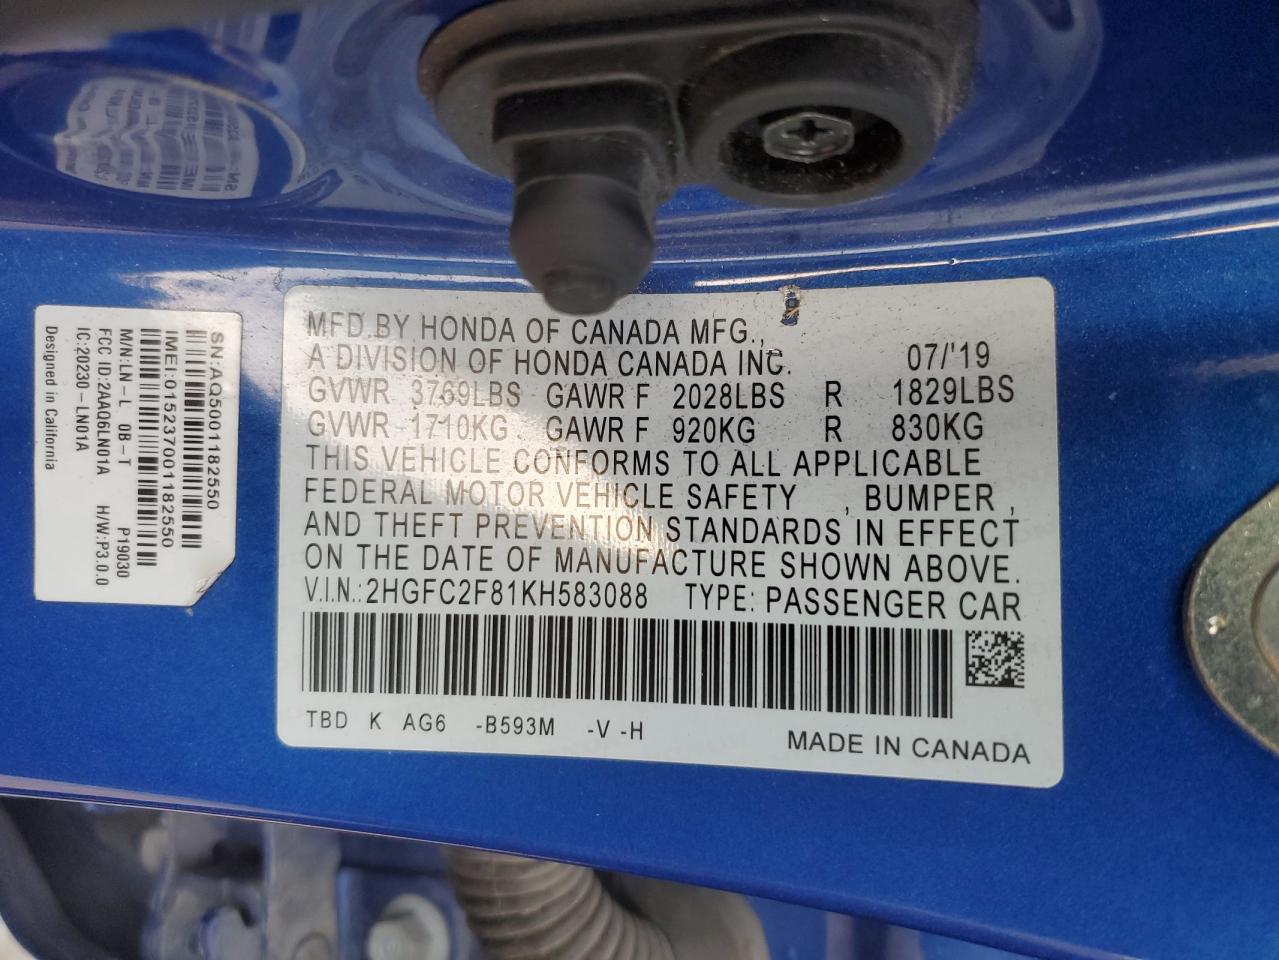 MFD.BY HONDA OF CANADA MFG.,
A DIVISION OF HONDA CANADA INC. 07/'19
GVWR 3769LBS GAWR F 2028LBS R 1829LBS
GVWR 1710KG GAWR F 920KG R 830KG
THIS VEHICLE CONFORMS TO ALL APPLICABLE
FEDERAL MOTOR VEHICLE SAFETY , BUMPER ,
AND THEFT PREVENTION STANDARDS IN EFFECT
ON THE DATE OF MANUFACTURE SHOWN ABOVE.
V.I.N.:2HGFC2F81KH583088 TYPE: PASSENGER CAR
TBD K AG6 -B593M -V -H
MADE IN CANADA
SN:AQ5001182550
IMEI:015237001182550
M/N:LN-L 0B-T P19030
FCC ID:2AAQ6LN01A H/W:P3.0.0
IC:20230-LN01A
Designed in California